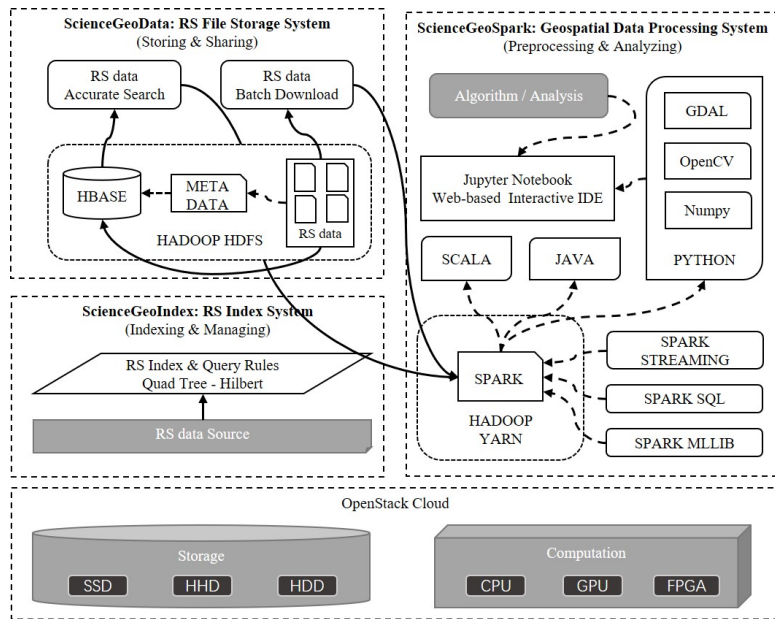 ScienceGeoData: RS File Storage System
(Storing & Sharing)
RS data
Accurate Search
RS data
Batch Download
HBASE
META
DATA
RS data
HADOOP HDFS
ScienceGeoIndex: RS Index System
(Indexing & Managing)
RS Index & Query Rules
Quad Tree - Hilbert
RS data Source
ScienceGeoSpark: Geospatial Data Processing System
(Preprocessing & Analyzing)
Algorithm / Analysis
GDAL
OpenCV
Numpy
PYTHON
Jupyter Notebook
Web-based Interactive IDE
SCALA
JAVA
SPARK
HADOOP
YARN
SPARK
STREAMING
SPARK SQL
SPARK MLLIB
OpenStack Cloud
Storage
SSD
HHD
HDD
Computation
CPU
GPU
FPGA